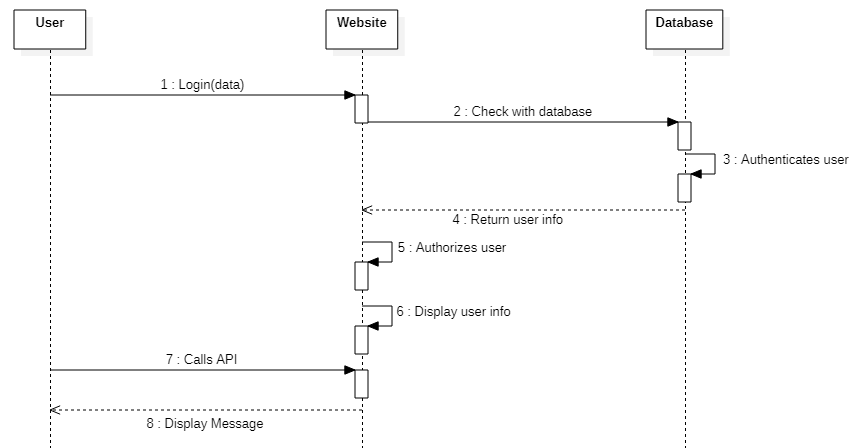 User
Website
Database
1 : Login(data)
2 : Check with database
3 : Authenticates user
4 : Return user info
5 : Authorizes user
6 : Display user info
7 : Calls API
8 : Display Message